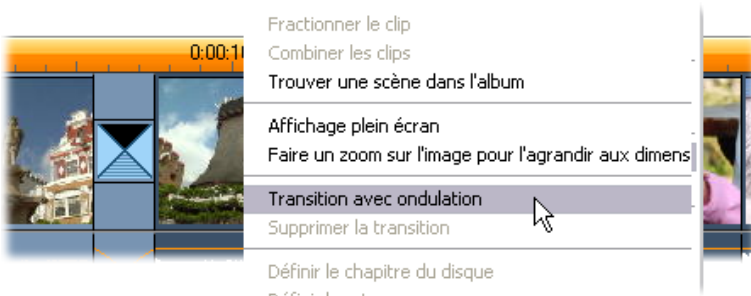 Fractionner le clip
0:00:1
Combiner les clips
Trouver une scène dans l'album
Affichage plein écran
Faire un zoom sur l'image pour l'agrandir aux dimens
Transition avec ondulation
Supprimer la transition
Définir le chapitre du disque